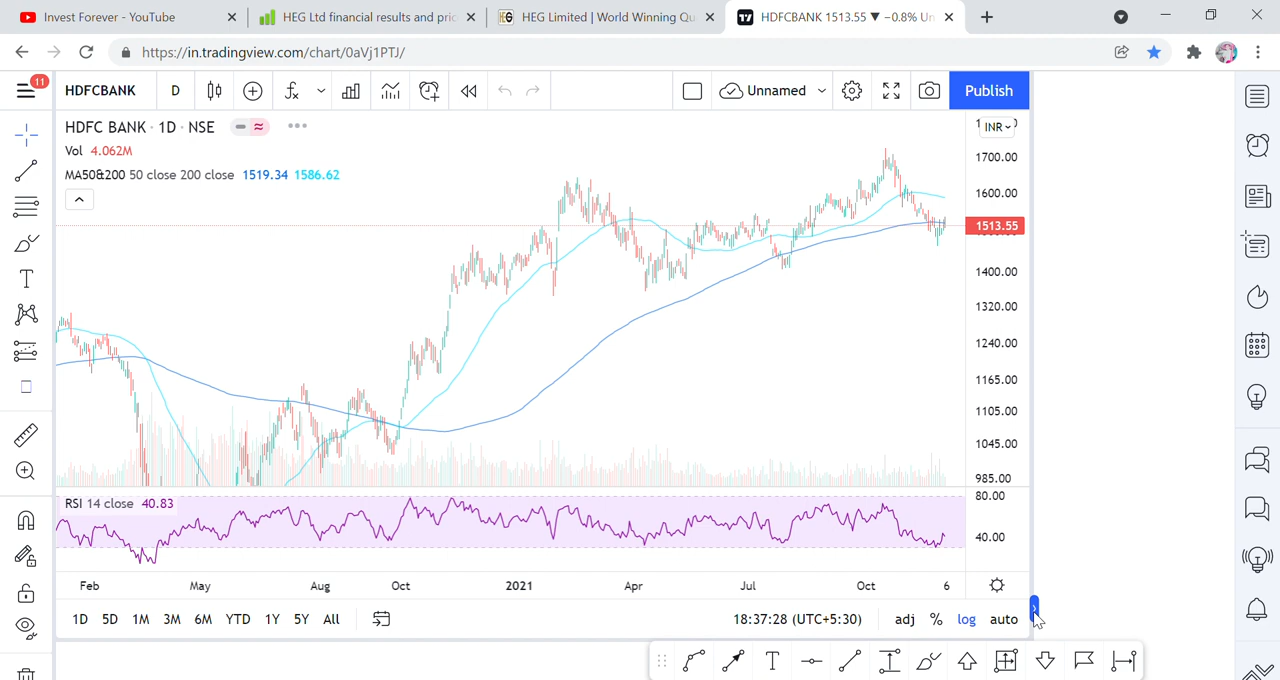 Invest Forever - YouTube
HEG Ltd financial results and pric
HEG Limited | World Winning Qu
HDFCBANK 1513.55 ▼ −0.8% Un
https://in.tradingview.com/chart/0aVj1PTJ/
11
HDFCBANK
D
Unnamed
Publish
HDFC BANK · 1D · NSE
INR
Vol 4.062M
MA50&200 50 close 200 close 1519.34 1586.62
1700.00
1600.00
1513.55
1400.00
1320.00
1240.00
1165.00
1105.00
1045.00
985.00
RSI 14 close 40.83
80.00
40.00
Feb May Aug Oct 2021 Apr Jul Oct 6
1D 5D 1M 3M 6M YTD 1Y 5Y All
18:37:28 (UTC+5:30) adj % log auto